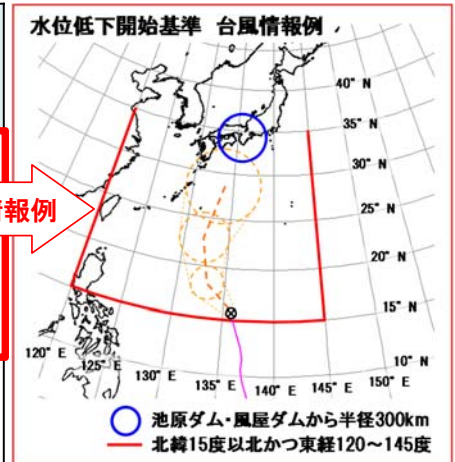 水位低下開始基準 台風情報例
40° N
35° N
30° N
情報例
25° N
20° N
15° N
10° N
120° E
125° E
130° E
135° E
140° E
145° E
150° E
池原ダム・風屋ダムから半径300km
北緯15度以北かつ東経120～145度